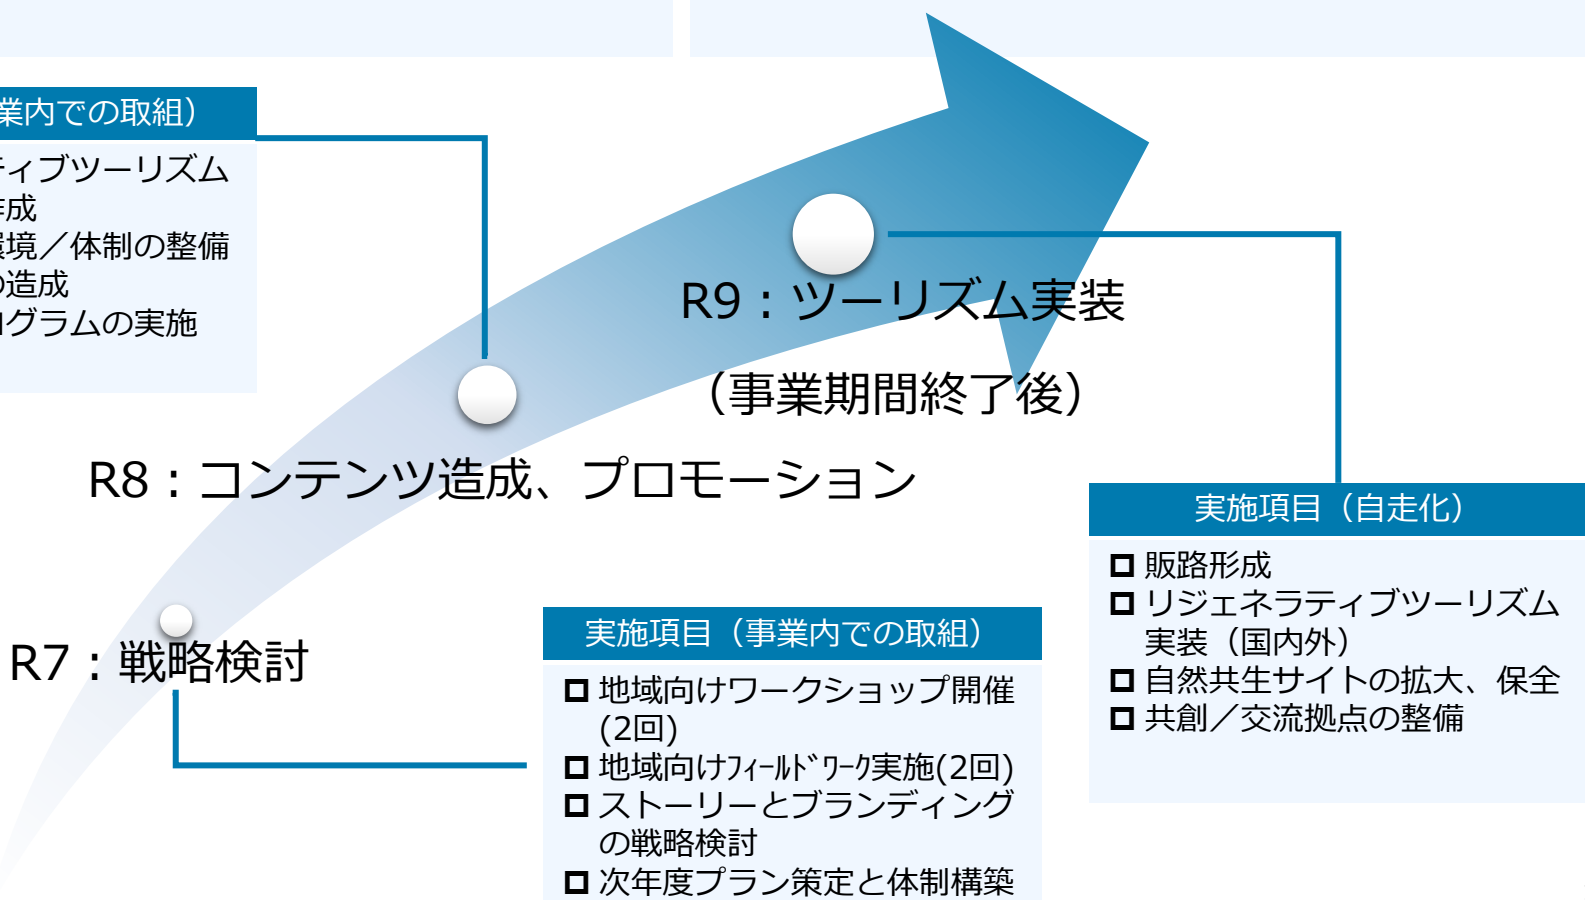 業内での取組）
ティブツーリズム
作成
環境／体制の整備
の造成
ログラムの実施
R9：ツーリズム実装
（事業期間終了後）
R8：コンテンツ造成、プロモーション
R7：戦略検討
実施項目（事業内での取組）
地域向けワークショップ開催
(2回)
地域向けﾌｨｰﾙﾄﾞﾜｰｸ実施(2回)
ストーリーとブランディング
の戦略検討
次年度プラン策定と体制構築
実施項目（自走化）
販路形成
リジェネラティブツーリズム
実装（国内外）
自然共生サイトの拡大、保全
共創／交流拠点の整備